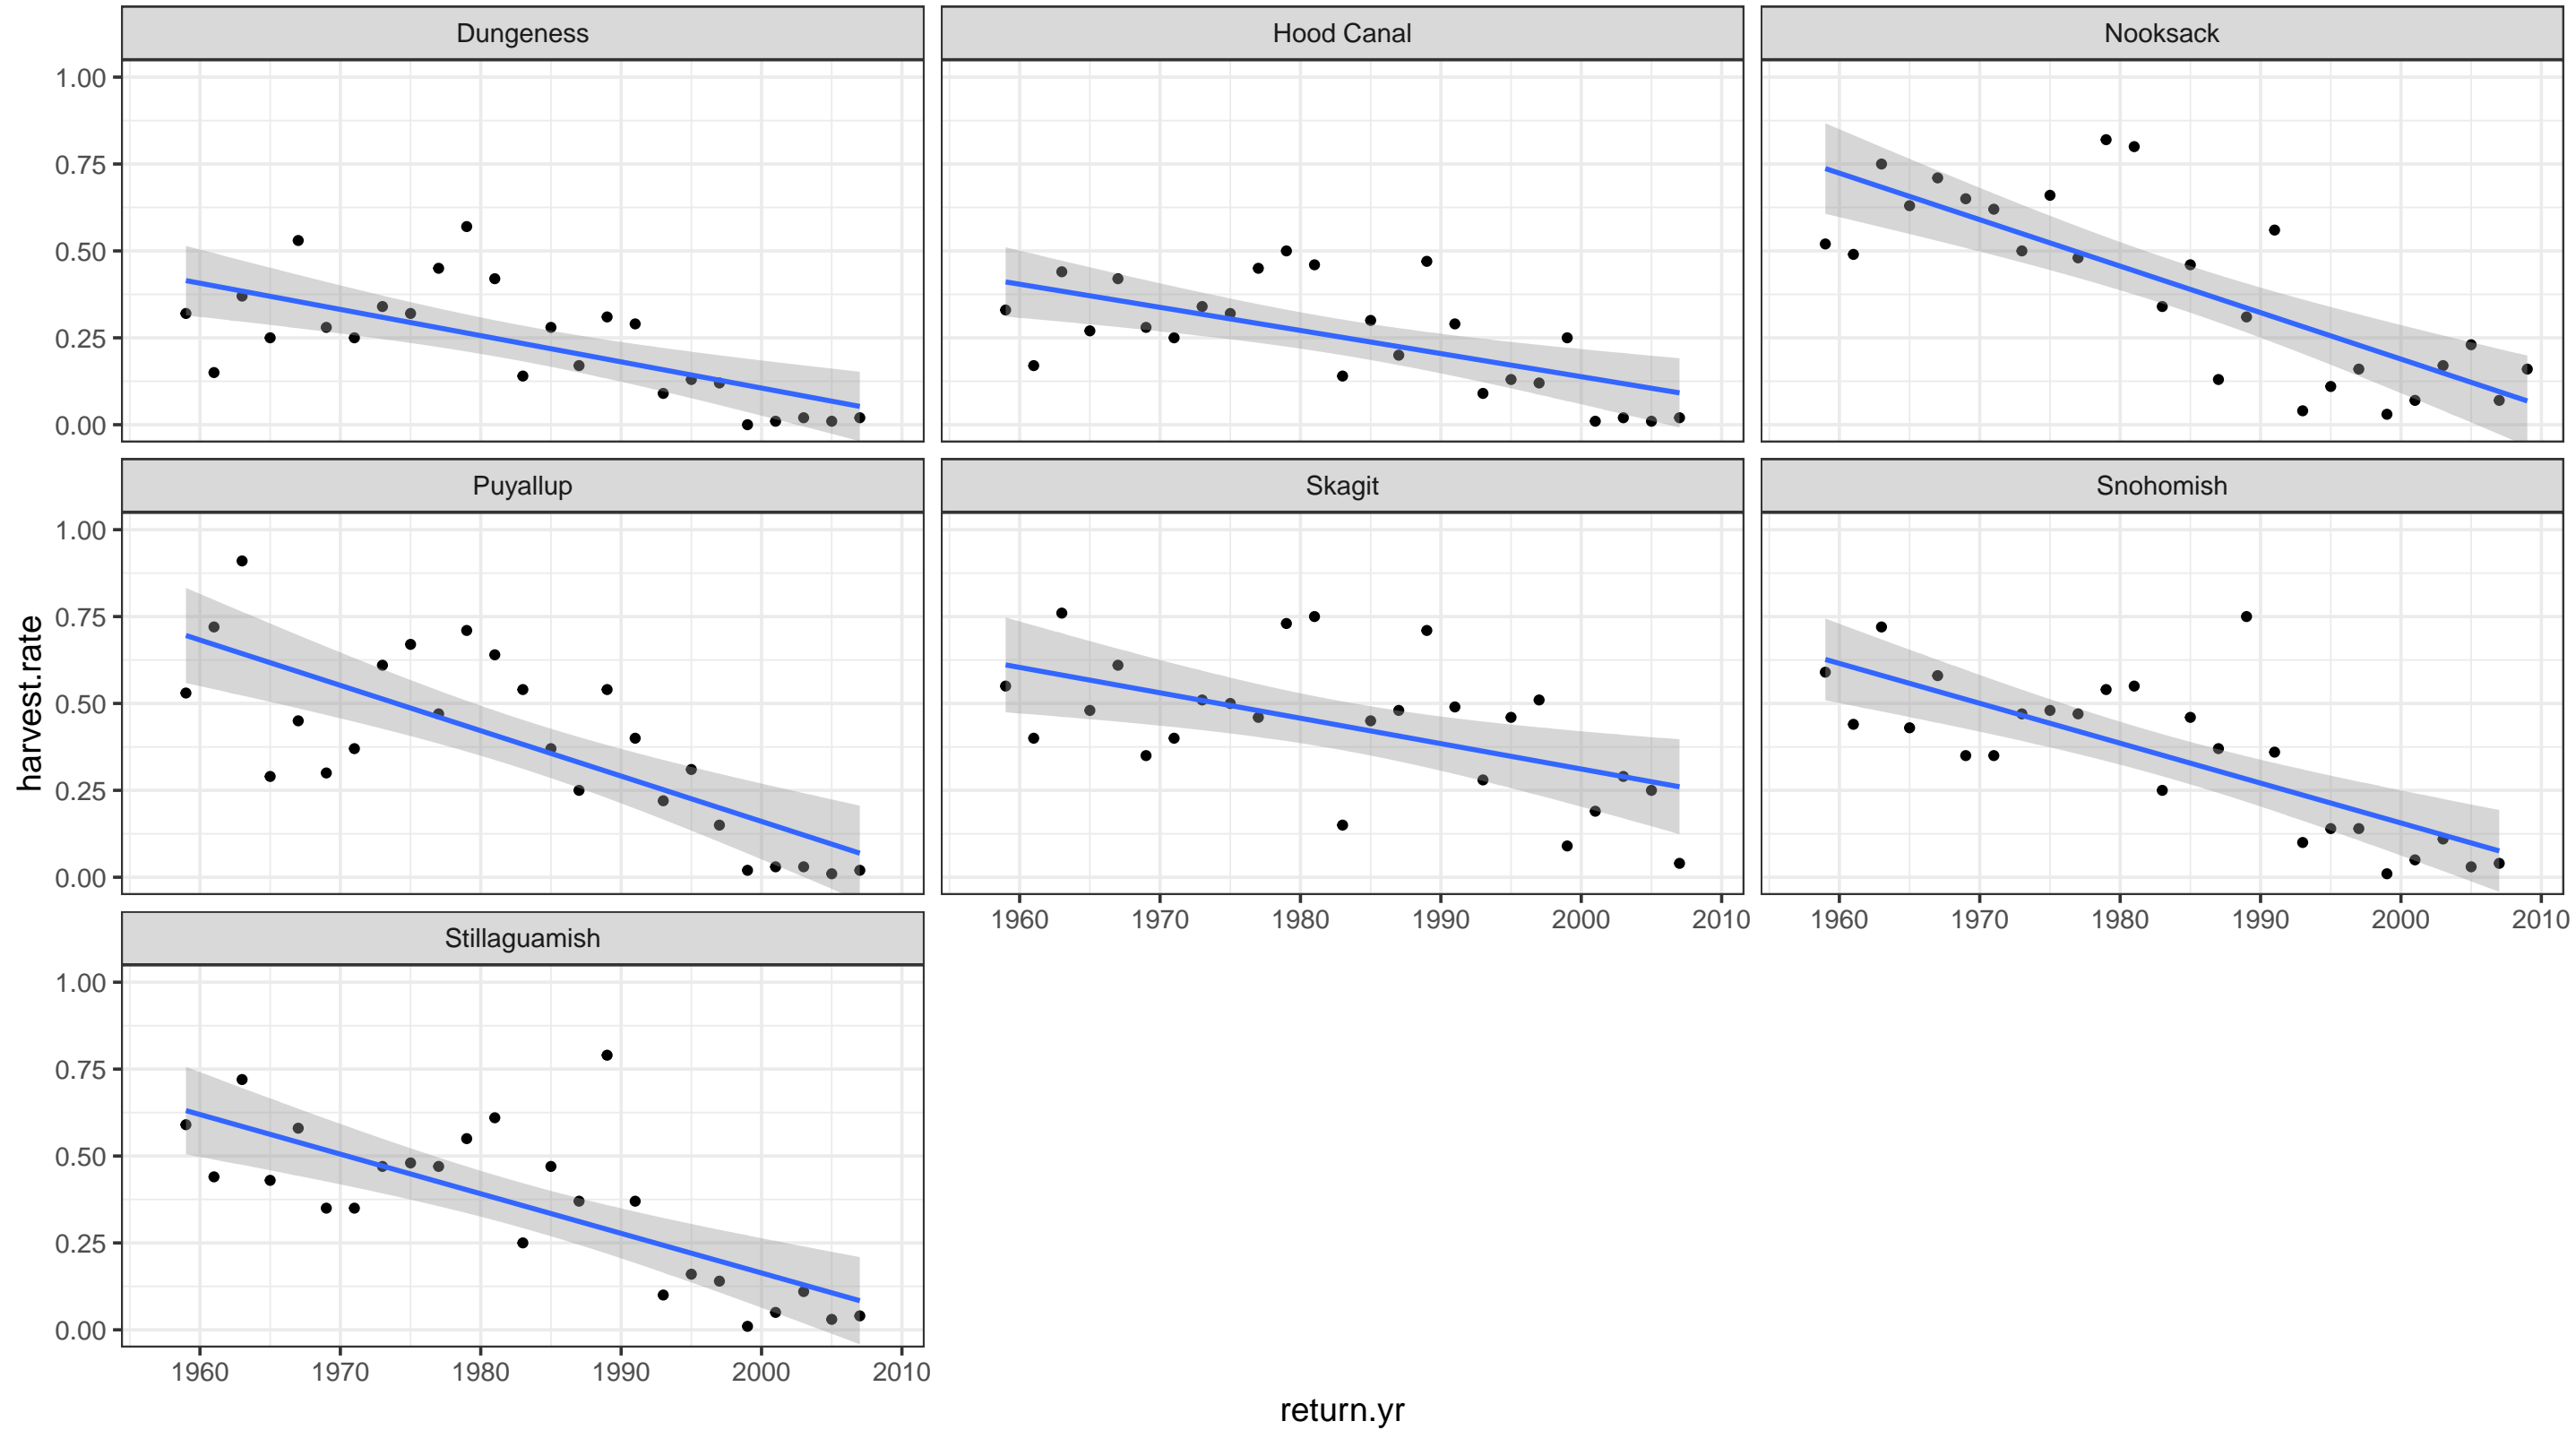 Dungeness Hood Canal Nooksack
1.00
0.75
0.50
0.25
0.00
Puyallup Skagit Snohomish
1.00
0.75
0.50
0.25
0.00
1960 1970 1980 1990 2000 2010 1960 1970 1980 1990 2000 2010
Stillaguamish
1.00
0.75
0.50
0.25
0.00
1960 1970 1980 1990 2000 2010
harvest.rate
return.yr